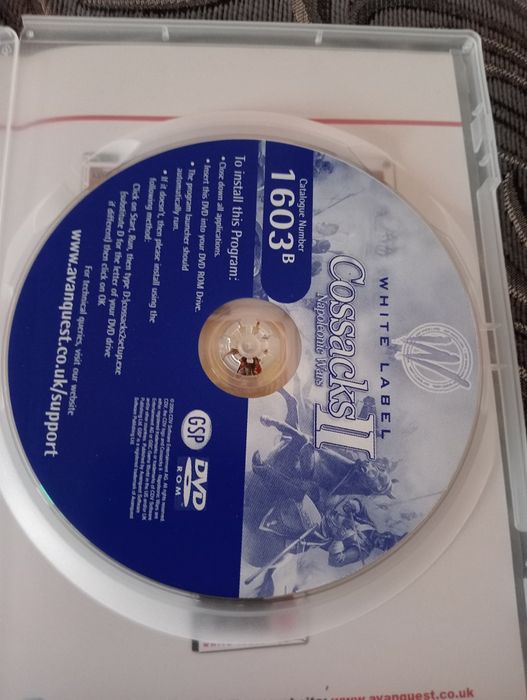 WHITE LABEL
Cossacks II
Napoleonic Wars
Catalogue Number
1603B
To install this Program:
• Close down all applications.
• Insert this DVD into your DVD ROM Drive.
• The program launcher should
automatically run.
• If it doesn't, then please install using the
following method:
Click on Start, Run, then type D:\cossacks2setup.exe
(substitute D for the letter of your DVD drive
if different) then click on OK
For technical queries, visit our website
www.avanquest.co.uk/support
GSP
DVD
ROM
www.avanquest.co.uk